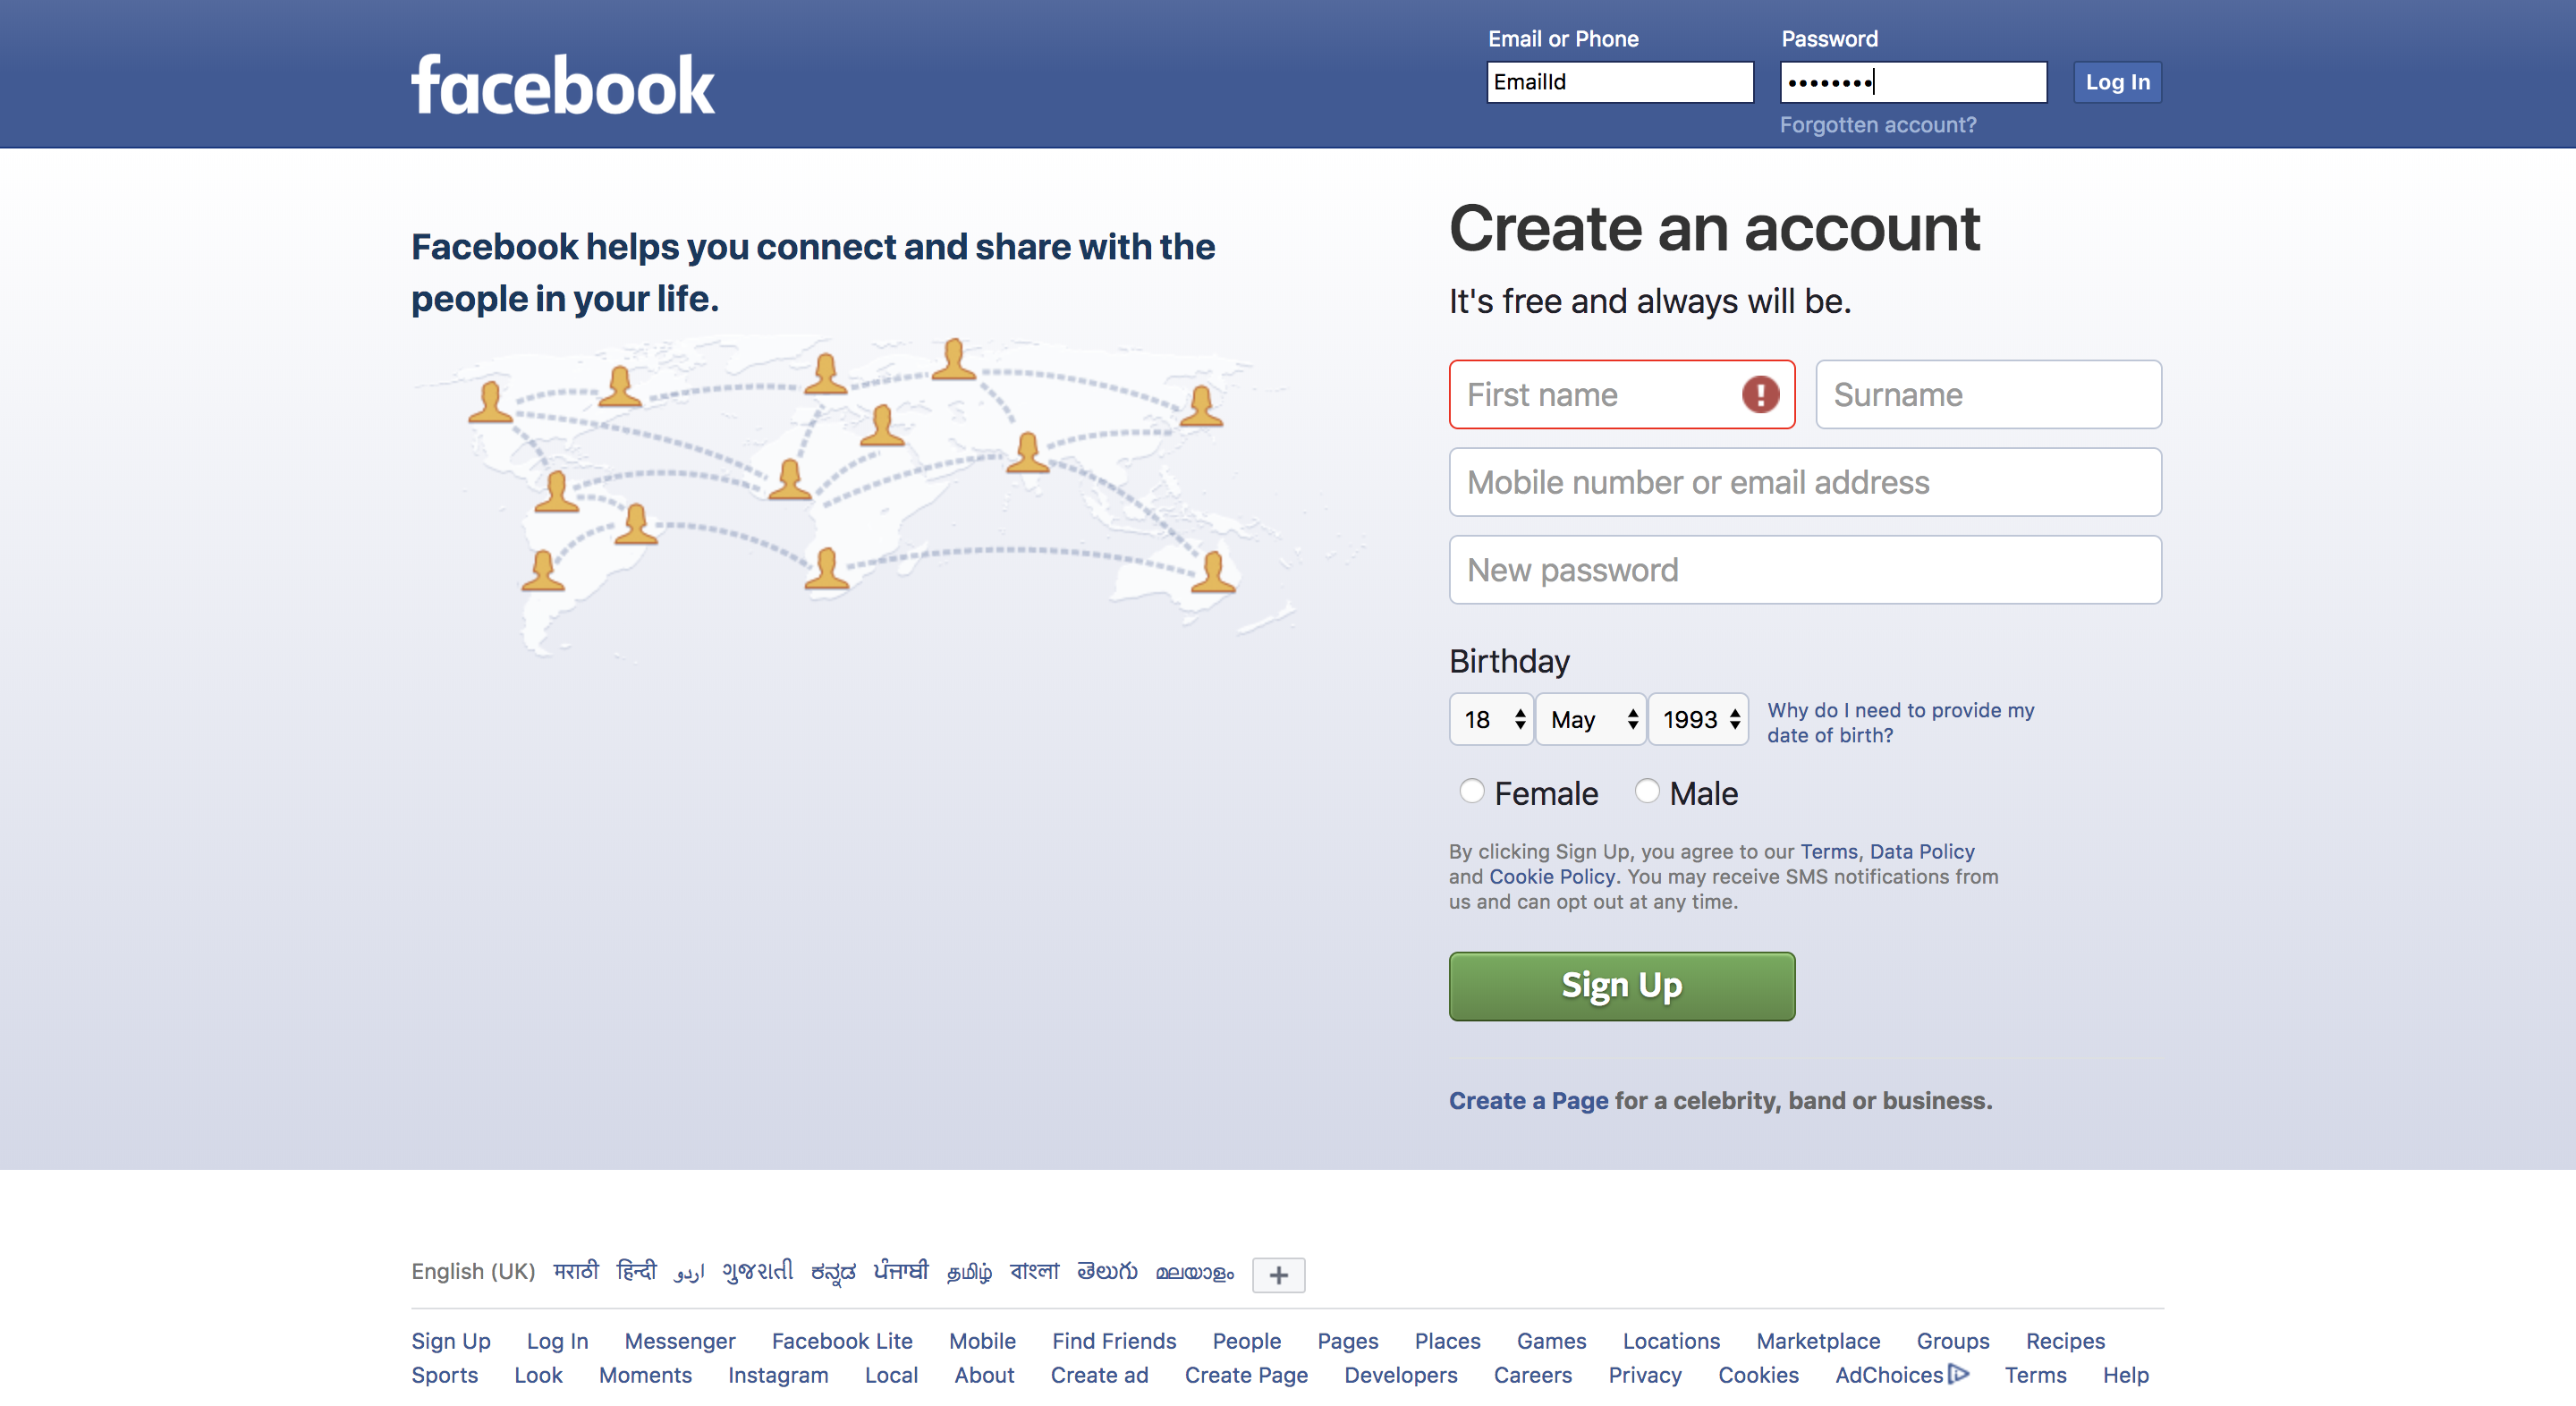 facebook
Email or Phone
Password
EmailId
••••••••
Log In
Forgotten account?
Facebook helps you connect and share with the
people in your life.
Create an account
It's free and always will be.
First name
Surname
Mobile number or email address
New password
Birthday
18 May 1993
Why do I need to provide my
date of birth?
Female Male
By clicking Sign Up, you agree to our Terms, Data Policy
and Cookie Policy. You may receive SMS notifications from
us and can opt out at any time.
Sign Up
Create a Page for a celebrity, band or business.
English (UK) मराठी हिन्दी اردو ગુજરાતી ಕನ್ನಡ ਪੰਜਾਬੀ தமிழ் বাংলা తెలుగు മലയാളം +
Sign Up Log In Messenger Facebook Lite Mobile Find Friends People Pages Places Games Locations Marketplace Groups Recipes
Sports Look Moments Instagram Local About Create ad Create Page Developers Careers Privacy Cookies AdChoices Terms Help